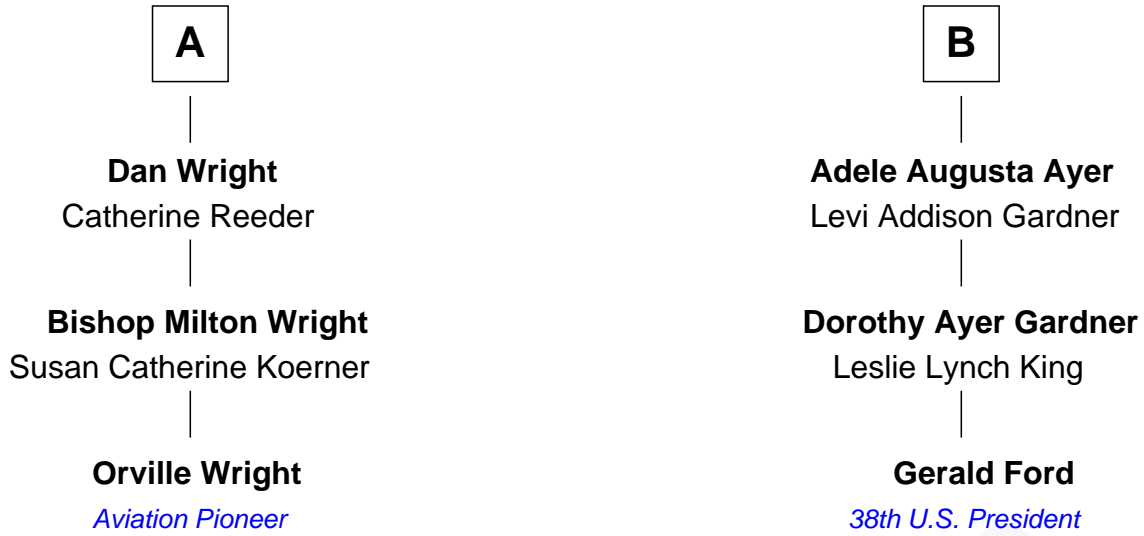 A
B
Dan Wright
Catherine Reeder
Adele Augusta Ayer
Levi Addison Gardner
Bishop Milton Wright
Susan Catherine Koerner
Dorothy Ayer Gardner
Leslie Lynch King
Orville Wright
Aviation Pioneer
Gerald Ford
38th U.S. President